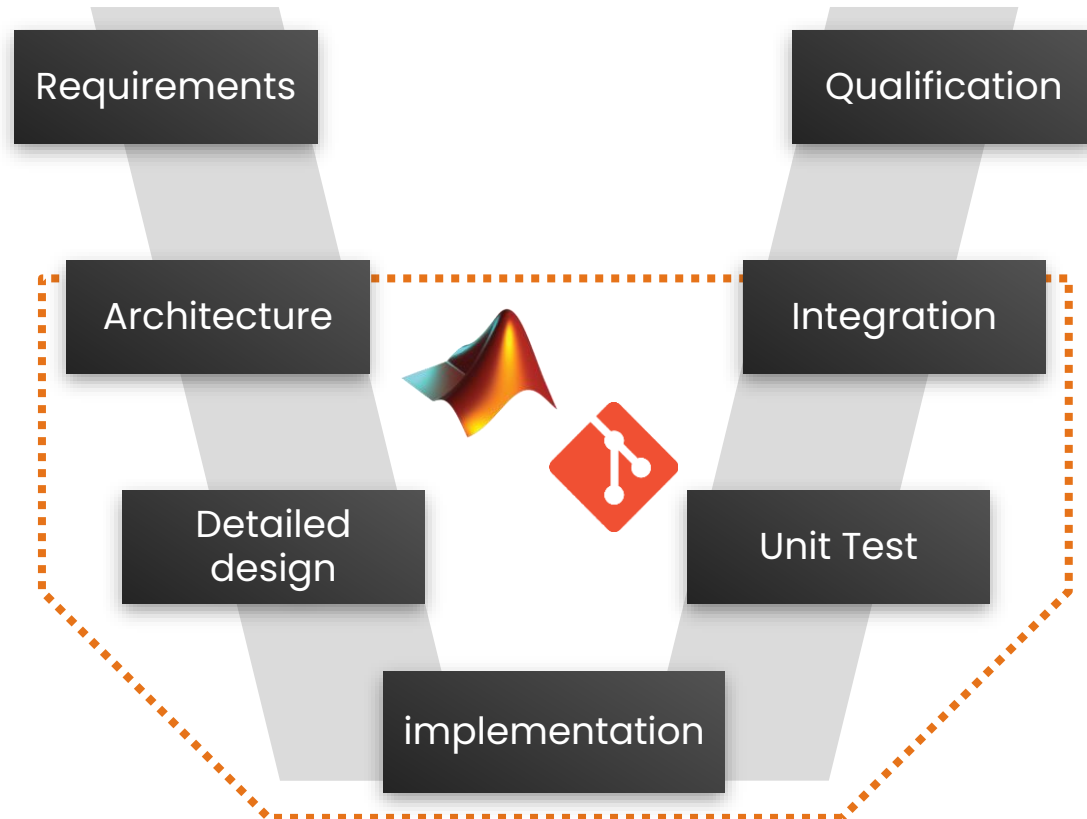 Requirements
Qualification
Architecture
Integration
Detailed
design
Unit Test
implementation